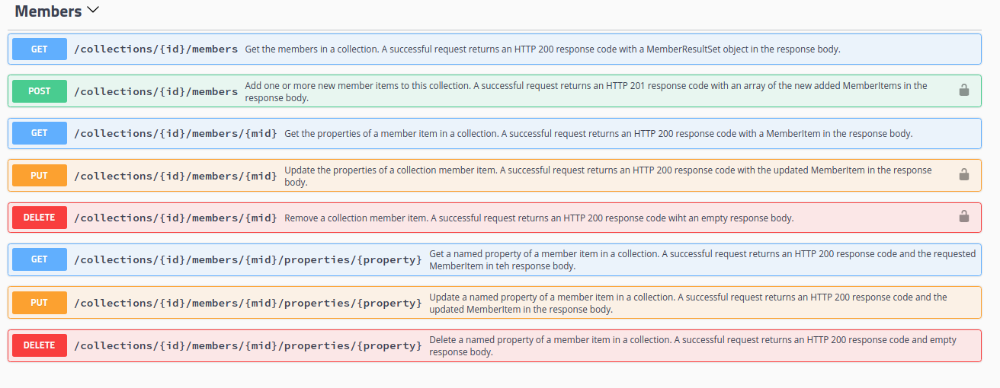 Members
GET /collections/{id}/members Get the members in a collection. A successful request returns an HTTP 200 response code with a MemberResultSet object in the response body.
POST /collections/{id}/members Add one or more new member items to this collection. A successful request returns an HTTP 201 response code with an array of the new added MemberItems in the
response body.
GET /collections/{id}/members/{mid} Get the properties of a member item in a collection. A successful request returns an HTTP 200 response code with a MemberItem in the response body.
PUT /collections/{id}/members/{mid} Update the properties of a collection member item. A successful request returns an HTTP 200 response code with the updated MemberItem in the response
body.
DELETE /collections/{id}/members/{mid} Remove a collection member item. A successful request returns an HTTP 200 response code wiht an empty response body.
GET /collections/{id}/members/{mid}/properties/{property} Get a named property of a member item in a collection. A successful request returns an HTTP 200 response code and the requested
MemberItem in teh response body.
PUT /collections/{id}/members/{mid}/properties/{property} Update a named property of a member item in a collection. A successful request returns an HTTP 200 response code and the
updated MemberItem in the response body.
DELETE /collections/{id}/members/{mid}/properties/{property} Delete a named property of a member item in a collection. A successful request returns an HTTP 200 response code and empty
response body.